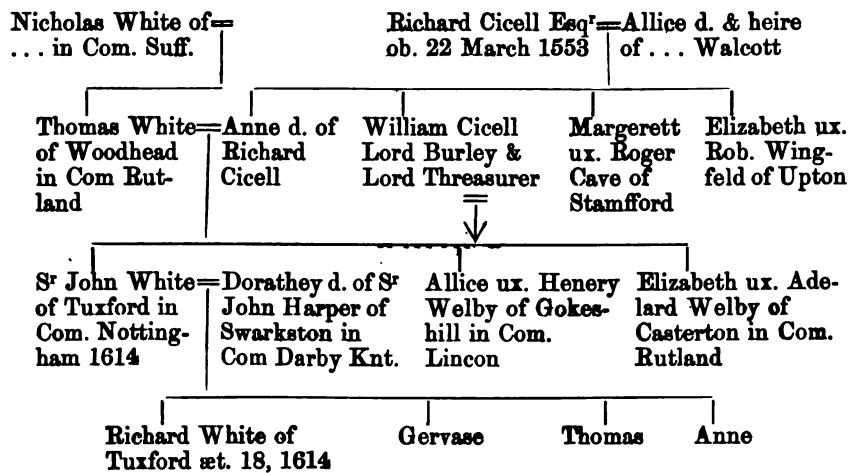 Nicholas White of
... in Com. Suff.
Richard Cicell Esqʳ
ob. 22 March 1553
Allice d. & heire
of ... Walcott
Thomas White
of Woodhead
in Com Rut-
land
Anne d. of
Richard
Cicell
William Cicell
Lord Burley &
Lord Threasurer
Margerett
ux. Roger
Cave of
Stamfford
Elizabeth ux.
Rob. Wing-
feld of Upton
Sʳ John White
of Tuxford in
Com. Notting-
ham 1614
Dorathey d. of Sʳ
John Harper of
Swarkston in
Com Darby Knt.
Allice ux. Henery
Welby of Gokes-
hill in Com.
Lincon
Elizabeth ux. Ade-
lard Welby of
Casterton in Com.
Rutland
Richard White of
Tuxford æt. 18, 1614
Gervase
Thomas
Anne